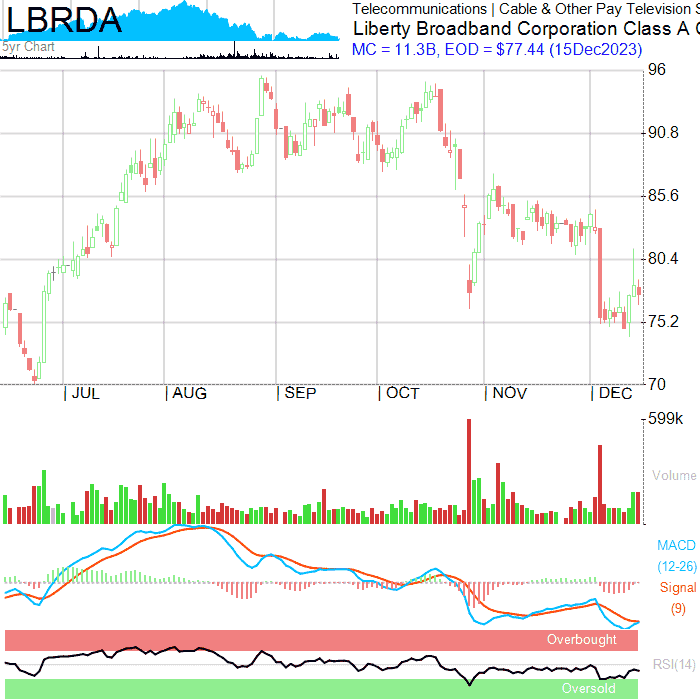 LBRDA
5yr Chart
Telecommunications | Cable & Other Pay Television S
Liberty Broadband Corporation Class A C
MC = 11.3B, EOD = $77.44 (15Dec2023)
96
90.8
85.6
80.4
75.2
70
JUL AUG SEP OCT NOV DEC
599k
Volume
MACD
(12-26)
Signal
(9)
Overbought
RSI(14)
Oversold